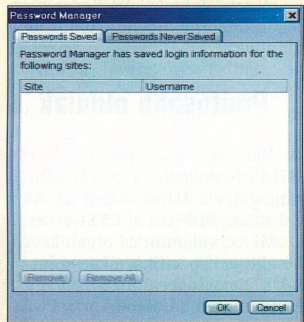 Password Manager
Passwords Saved Passwords Never Saved
Password Manager has saved login information for the
following sites:
Site Username
Remove Remove All
OK Cancel